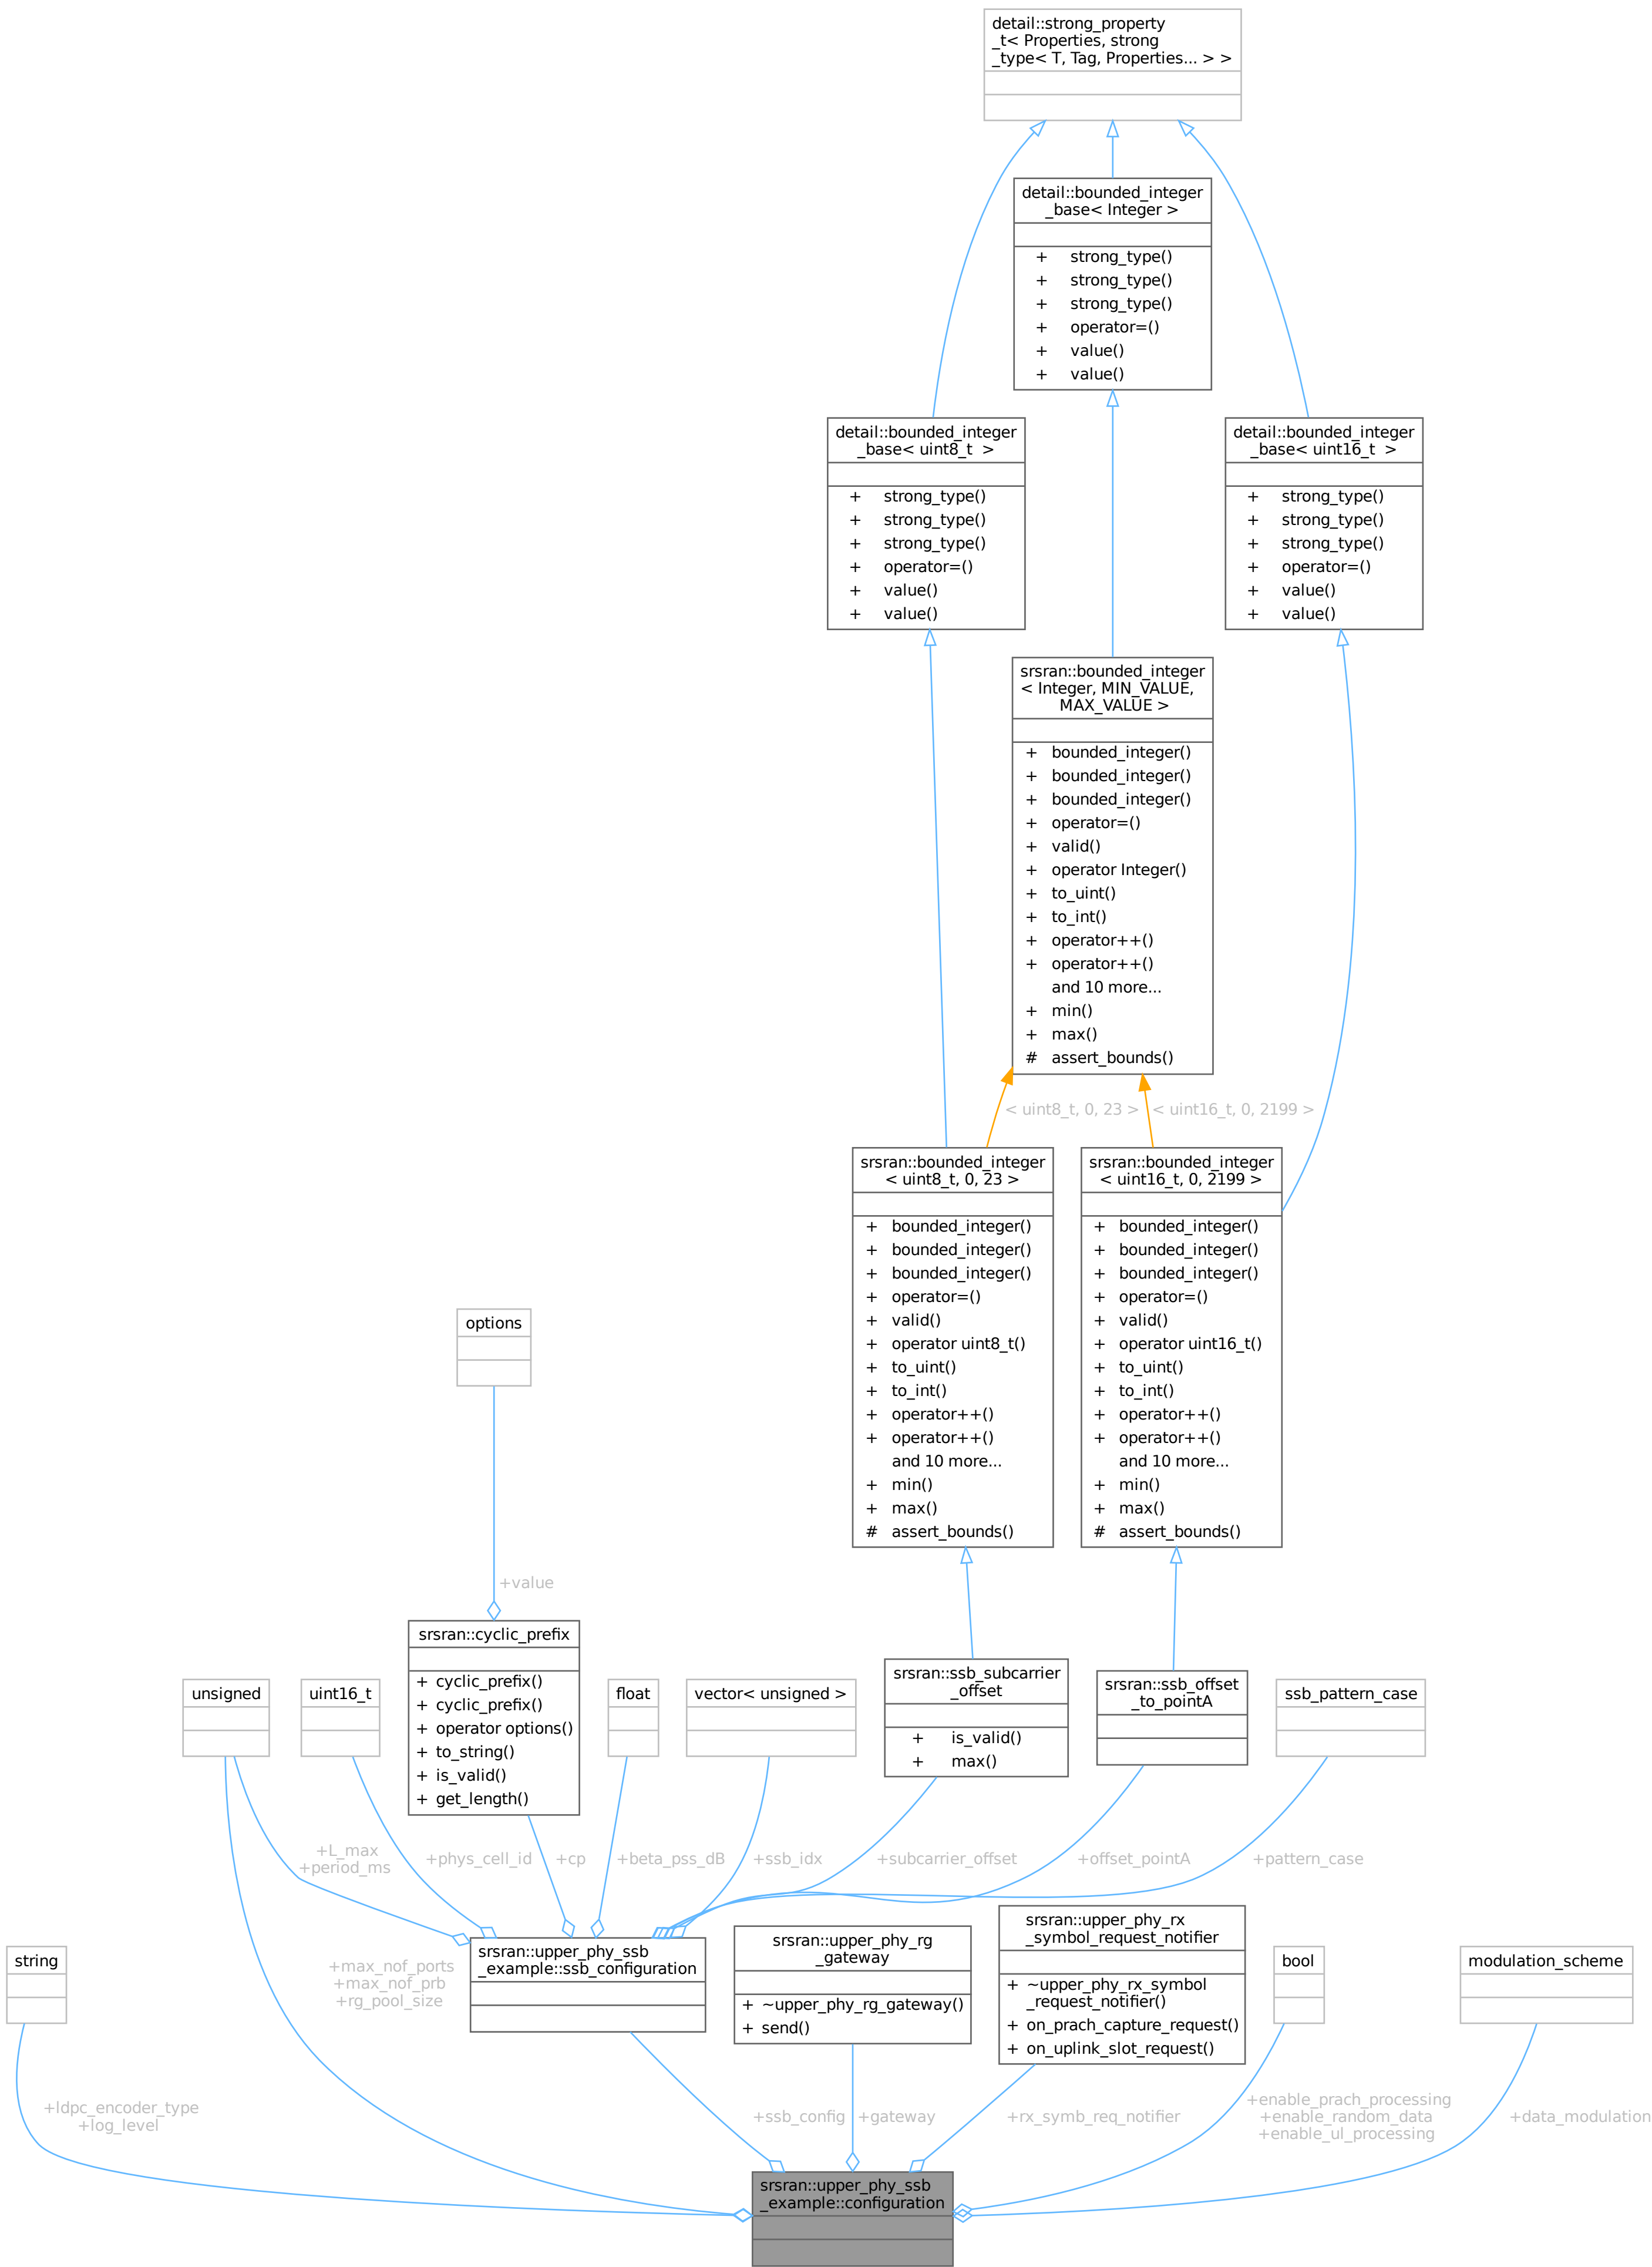 detail::strong_property
_t< Properties, strong
_type< T, Tag, Properties... > >
detail::bounded_integer
_base< Integer >
+ strong_type()
+ strong_type()
+ strong_type()
+ operator=()
+ value()
+ value()
detail::bounded_integer
_base< uint8_t  >
+ strong_type()
+ strong_type()
+ strong_type()
+ operator=()
+ value()
+ value()
detail::bounded_integer
_base< uint16_t  >
+ strong_type()
+ strong_type()
+ strong_type()
+ operator=()
+ value()
+ value()
srsran::bounded_integer
< Integer, MIN_VALUE,
MAX_VALUE >
+ bounded_integer()
+ bounded_integer()
+ bounded_integer()
+ operator=()
+ valid()
+ operator Integer()
+ to_uint()
+ to_int()
+ operator++()
+ operator++()
and 10 more...
+ min()
+ max()
# assert_bounds()
< uint8_t, 0, 23 >
< uint16_t, 0, 2199 >
srsran::bounded_integer
< uint8_t, 0, 23 >
+ bounded_integer()
+ bounded_integer()
+ bounded_integer()
+ operator=()
+ valid()
+ operator uint8_t()
+ to_uint()
+ to_int()
+ operator++()
+ operator++()
and 10 more...
+ min()
+ max()
# assert_bounds()
srsran::bounded_integer
< uint16_t, 0, 2199 >
+ bounded_integer()
+ bounded_integer()
+ bounded_integer()
+ operator=()
+ valid()
+ operator uint16_t()
+ to_uint()
+ to_int()
+ operator++()
+ operator++()
and 10 more...
+ min()
+ max()
# assert_bounds()
options
+value
unsigned
uint16_t
srsran::cyclic_prefix
+ cyclic_prefix()
+ cyclic_prefix()
+ operator options()
+ to_string()
+ is_valid()
+ get_length()
float
vector< unsigned >
srsran::ssb_subcarrier
_offset
+ is_valid()
+ max()
srsran::ssb_offset
_to_pointA
ssb_pattern_case
+L_max
+period_ms
+phys_cell_id
+cp
+beta_pss_dB
+ssb_idx
+subcarrier_offset
+offset_pointA
+pattern_case
string
+max_nof_ports
+max_nof_prb
+rg_pool_size
srsran::upper_phy_ssb
_example::ssb_configuration
srsran::upper_phy_rg
_gateway
+ ~upper_phy_rg_gateway()
+ send()
srsran::upper_phy_rx
_symbol_request_notifier
+ ~upper_phy_rx_symbol
_request_notifier()
+ on_prach_capture_request()
+ on_uplink_slot_request()
bool
modulation_scheme
+ldpc_encoder_type
+log_level
+ssb_config
+gateway
+rx_symb_req_notifier
+enable_prach_processing
+enable_random_data
+enable_ul_processing
+data_modulation
srsran::upper_phy_ssb
_example::configuration